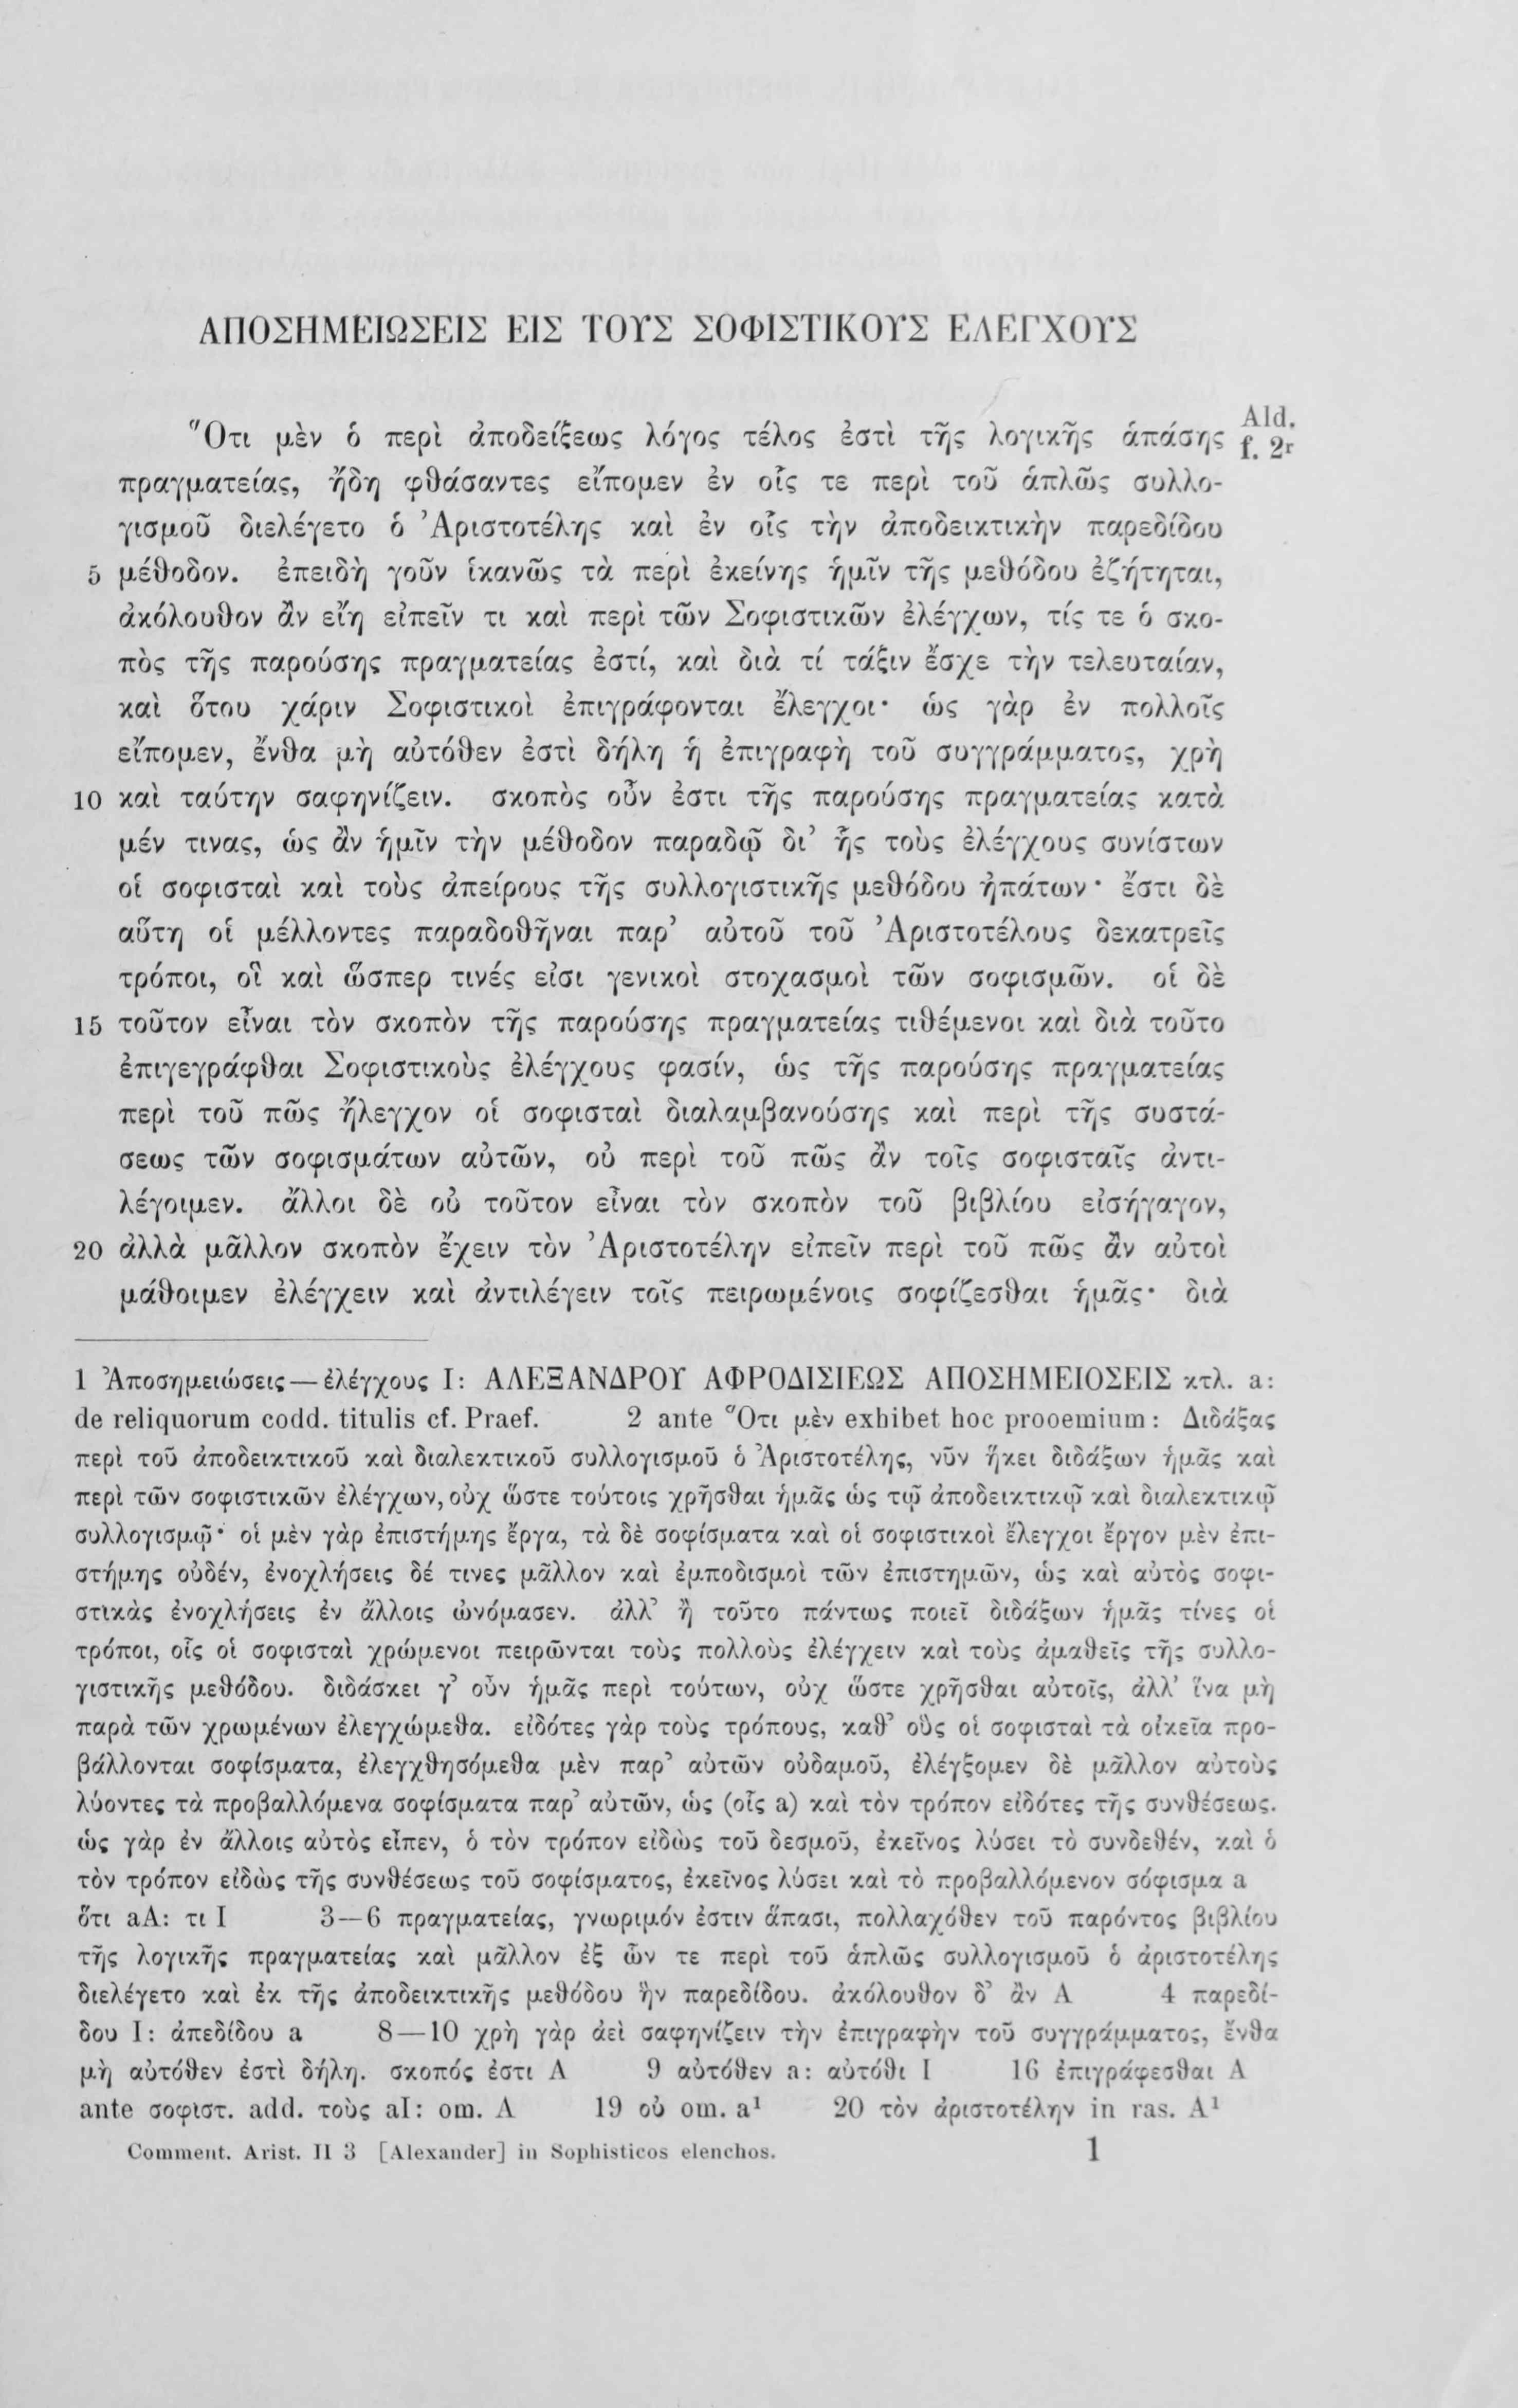 ΑΠΟΣΗΜΕΙΩΣΕΙΣ ΕΙΣ ΤΟΥΣ ΣΟΦΙΣΤΙΚΟΥΣ ΕΛΕΓΧΟΥΣ
Ὅτι μὲν ὁ περὶ ἀποδείξεως λόγος τέλος ἐστὶ τῆς λογικῆς ἁπάσης Ald. f. 2r
πραγματείας, ἤδη φθάσαντες εἴπομεν ἐν οἷς τε περὶ τοῦ ἁπλῶς συλλο-
γισμοῦ διελέγετο ὁ Ἀριστοτέλης καὶ ἐν οἷς τὴν ἀποδεικτικὴν παρεδίδου
5 μέθοδον. ἐπειδὴ γοῦν ἱκανῶς τὰ περὶ ἐκείνης ἡμῖν τῆς μεθόδου ἐζήτηται,
ἀκόλουθον ἂν εἴη εἰπεῖν τι καὶ περὶ τῶν Σοφιστικῶν ἐλέγχων, τίς τε ὁ σκο-
πὸς τῆς παρούσης πραγματείας ἐστί, καὶ διὰ τί τάξιν ἔσχε τὴν τελευταίαν,
καὶ ὅτου χάριν Σοφιστικοὶ ἐπιγράφονται ἔλεγχοι· ὡς γὰρ ἐν πολλοῖς
εἴπομεν, ἔνθα μὴ αὐτόθεν ἐστὶ δήλη ἡ ἐπιγραφὴ τοῦ συγγράμματος, χρὴ
10 καὶ ταύτην σαφηνίζειν. σκοπὸς οὖν ἐστι τῆς παρούσης πραγματείας κατὰ
μέν τινας, ὡς ἂν ἡμῖν τὴν μέθοδον παραδῷ δι’ ἧς τοὺς ἐλέγχους συνίστων
οἱ σοφισταὶ καὶ τοὺς ἀπείρους τῆς συλλογιστικῆς μεθόδου ἠπάτων· ἔστι δὲ
αὕτη οἱ μέλλοντες παραδοθῆναι παρ’ αὐτοῦ τοῦ Ἀριστοτέλους δεκατρεῖς
τρόποι, οἳ καὶ ὥσπερ τινές εἰσι γενικοὶ στοχασμοὶ τῶν σοφισμῶν. οἱ δὲ
15 τοῦτον εἶναι τὸν σκοπὸν τῆς παρούσης πραγματείας τιθέμενοι καὶ διὰ τοῦτο
ἐπιγεγράφθαι Σοφιστικοὺς ἐλέγχους φασίν, ὡς τῆς παρούσης πραγματείας
περὶ τοῦ πῶς ἤλεγχον οἱ σοφισταὶ διαλαμβανούσης καὶ περὶ τῆς συστά-
σεως τῶν σοφισμάτων αὐτῶν, οὐ περὶ τοῦ πῶς ἂν τοῖς σοφισταῖς ἀντι-
λέγοιμεν. ἄλλοι δὲ οὐ τοῦτον εἶναι τὸν σκοπὸν τοῦ βιβλίου εἰσήγαγον,
20 ἀλλὰ μᾶλλον σκοπὸν ἔχειν τὸν Ἀριστοτέλην εἰπεῖν περὶ τοῦ πῶς ἂν αὐτοὶ
μάθοιμεν ἐλέγχειν καὶ ἀντιλέγειν τοῖς πειρωμένοις σοφίζεσθαι ἡμᾶς· διὰ
1 Ἀποσημειώσεις — ἐλέγχους I: ΑΛΕΞΑΝΔΡΟΥ ΑΦΡΟΔΙΣΙΕΩΣ ΑΠΟΣΗΜΕΙΟΣΕΙΣ κτλ. a:
de reliquorum codd. titulis cf. Praef. 2 ante Ὅτι μὲν exhibet hoc prooemium: Διδάξας
περὶ τοῦ ἀποδεικτικοῦ καὶ διαλεκτικοῦ συλλογισμοῦ ὁ Ἀριστοτέλης, νῦν ἥκει διδάξων ἡμᾶς καὶ
περὶ τῶν σοφιστικῶν ἐλέγχων, οὐχ ὥστε τούτοις χρῆσθαι ἡμᾶς ὡς τῷ ἀποδεικτικῷ καὶ διαλεκτικῷ
συλλογισμῷ· οἱ μὲν γὰρ ἐπιστήμης ἔργα, τὰ δὲ σοφίσματα καὶ οἱ σοφιστικοὶ ἔλεγχοι ἔργον μὲν ἐπι-
στήμης οὐδέν, ἐνοχλήσεις δέ τινες μᾶλλον καὶ ἐμποδισμοὶ τῶν ἐπιστημῶν, ὡς καὶ αὐτὸς σοφι-
στικὰς ἐνοχλήσεις ἐν ἄλλοις ὠνόμασεν. ἀλλ’ ἢ τοῦτο πάντως ποιεῖ διδάξων ἡμᾶς τίνες οἱ
τρόποι, οἷς οἱ σοφισταὶ χρώμενοι πειρῶνται τοὺς πολλοὺς ἐλέγχειν καὶ τοὺς ἀμαθεῖς τῆς συλλο-
γιστικῆς μεθόδου. διδάσκει γ’ οὖν ἡμᾶς περὶ τούτων, οὐχ ὥστε χρῆσθαι αὐτοῖς, ἀλλ’ ἵνα μὴ
παρὰ τῶν χρωμένων ἐλεγχώμεθα. εἰδότες γὰρ τοὺς τρόπους, καθ’ οὓς οἱ σοφισταὶ τὰ οἰκεῖα προ-
βάλλονται σοφίσματα, ἐλεγχθησόμεθα μὲν παρ’ αὐτῶν οὐδαμοῦ, ἐλέγξομεν δὲ μᾶλλον αὐτοὺς
λύοντες τὰ προβαλλόμενα σοφίσματα παρ’ αὐτῶν, ὡς (οἷς a) καὶ τὸν τρόπον εἰδότες τῆς συνθέσεως.
ὡς γὰρ ἐν ἄλλοις αὐτὸς εἶπεν, ὁ τὸν τρόπον εἰδὼς τοῦ δεσμοῦ, ἐκεῖνος λύσει τὸ συνδεθέν, καὶ ὁ
τὸν τρόπον εἰδὼς τῆς συνθέσεως τοῦ σοφίσματος, ἐκεῖνος λύσει καὶ τὸ προβαλλόμενον σόφισμα a
ὅτι aA: τι I 3—6 πραγματείας, γνωριμόν ἐστιν ἅπασι, πολλαχόθεν τοῦ παρόντος βιβλίου
τῆς λογικῆς πραγματείας καὶ μᾶλλον ἐξ ὧν τε περὶ τοῦ ἁπλῶς συλλογισμοῦ ὁ ἀριστοτέλης
διελέγετο καὶ ἐκ τῆς ἀποδεικτικῆς μεθόδου ἣν παρεδίδου. ἀκόλουθον δ’ ἂν A 4 παρεδί-
δου I: ἀπεδίδου a 8—10 χρὴ γὰρ ἀεὶ σαφηνίζειν τὴν ἐπιγραφὴν τοῦ συγγράμματος, ἔνθα
μὴ αὐτόθεν ἐστὶ δήλη. σκοπός ἐστι A 9 αὐτόθεν a: αὐτόθι I 16 ἐπιγράφεσθαι A
ante σοφιστ. add. τοὺς aI: om. A 19 οὐ om. a¹ 20 τὸν ἀριστοτέλην in ras. A¹
Comment. Arist. II 3 [Alexander] in Sophisticos elenchos. 1